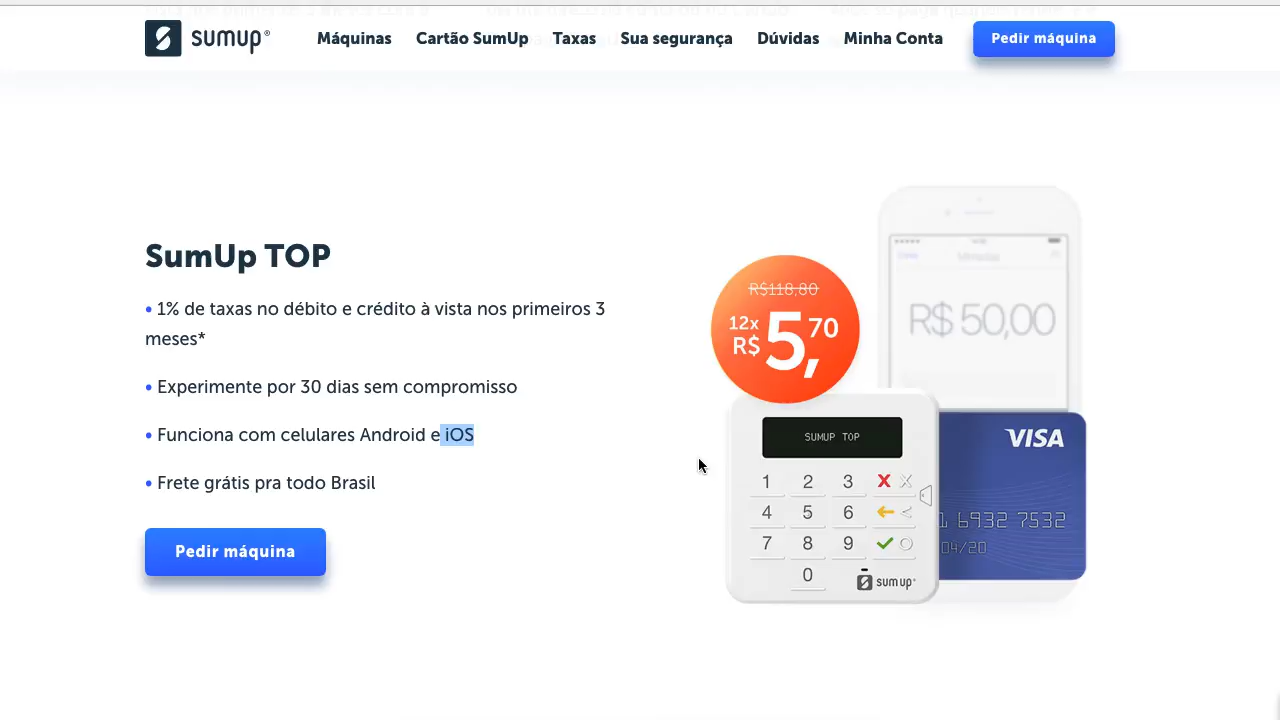 sumup®
Máquinas
Cartão SumUp
Taxas
Sua segurança
Dúvidas
Minha Conta
Pedir máquina
SumUp TOP
• 1% de taxas no débito e crédito à vista nos primeiros 3
meses*
• Experimente por 30 dias sem compromisso
• Funciona com celulares Android e iOS
• Frete grátis pra todo Brasil
Pedir máquina
R$118,80
12x
R$ 5,70
R$ 50,00
SUMUP TOP
VISA
1 2 3 X X
4 5 6
7 8 9
0
sumup®
1 6932 7532
04/20